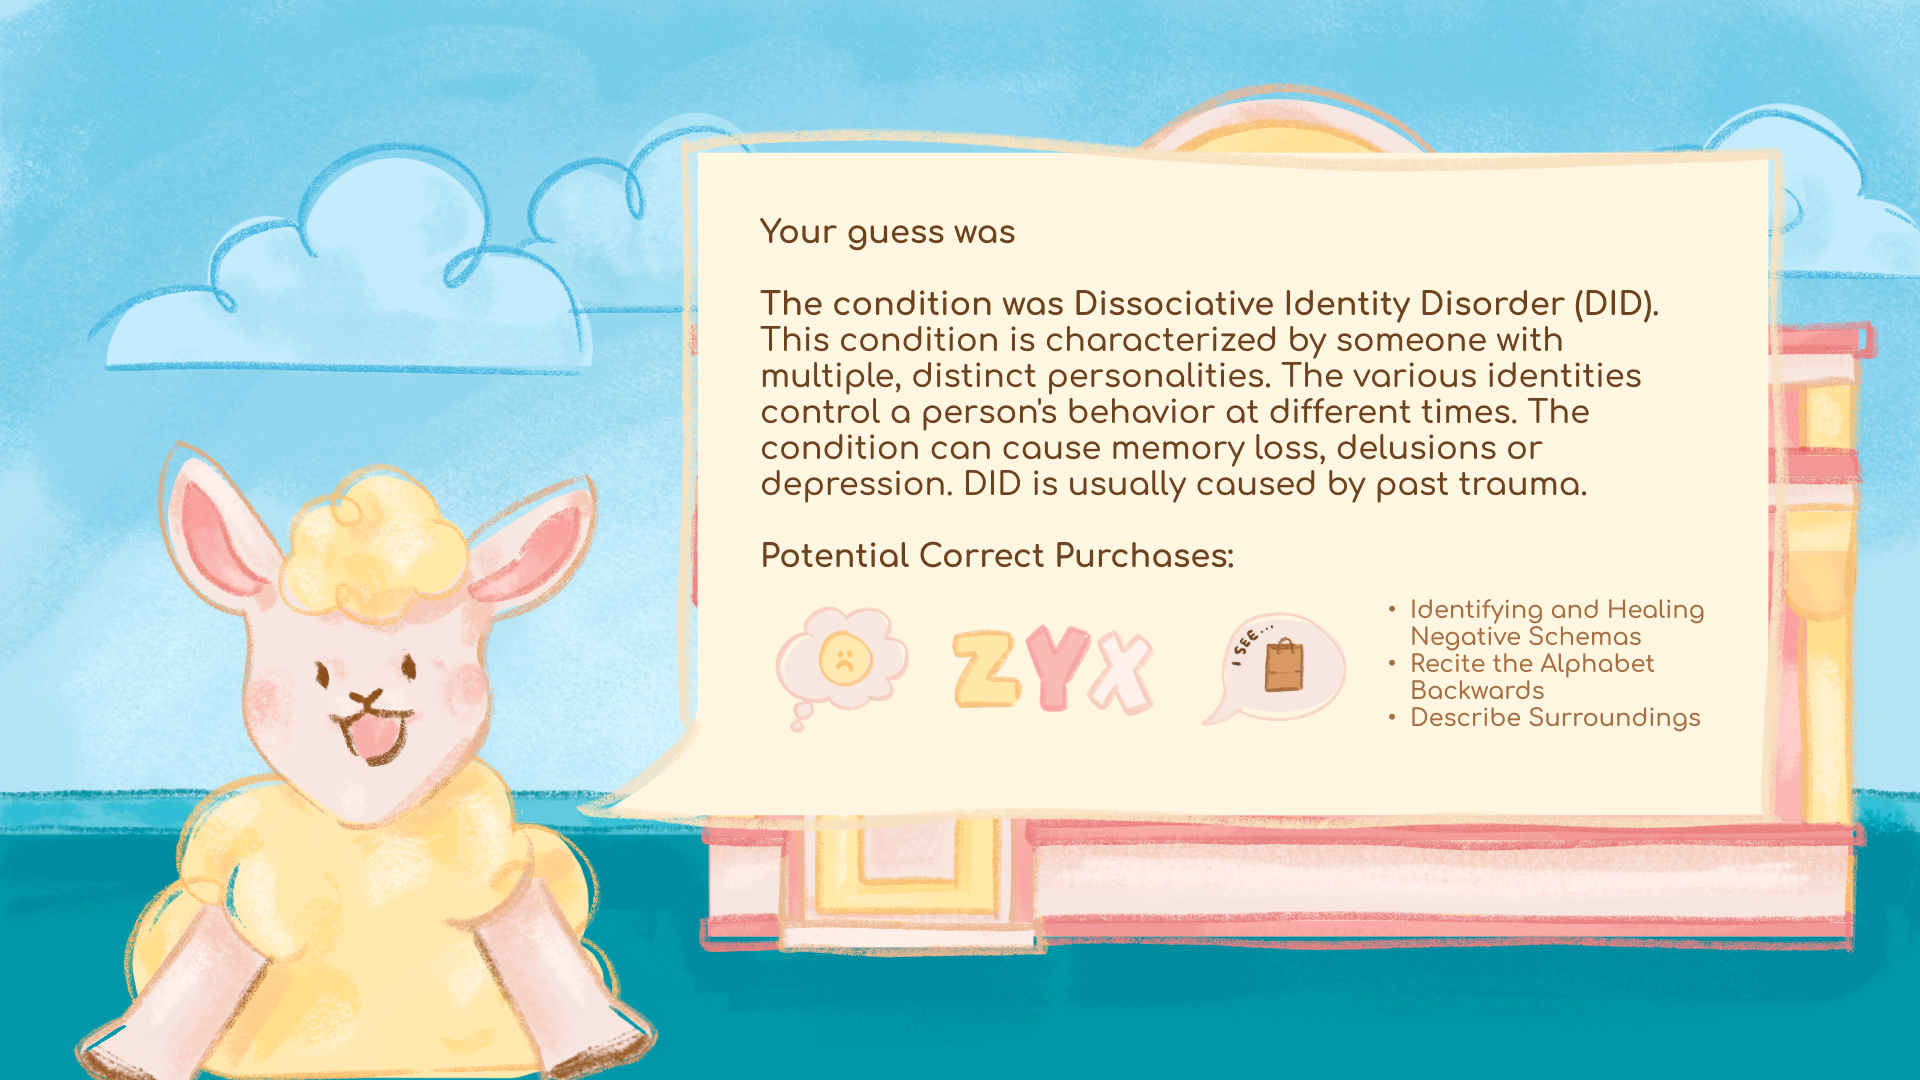 Your guess was
The condition was Dissociative Identity Disorder (DID).
This condition is characterized by someone with
multiple, distinct personalities. The various identities
control a person's behavior at different times. The
condition can cause memory loss, delusions or
depression. DID is usually caused by past trauma.
Potential Correct Purchases:
ZYX
I SEE...
• Identifying and Healing
Negative Schemas
• Recite the Alphabet
Backwards
• Describe Surroundings